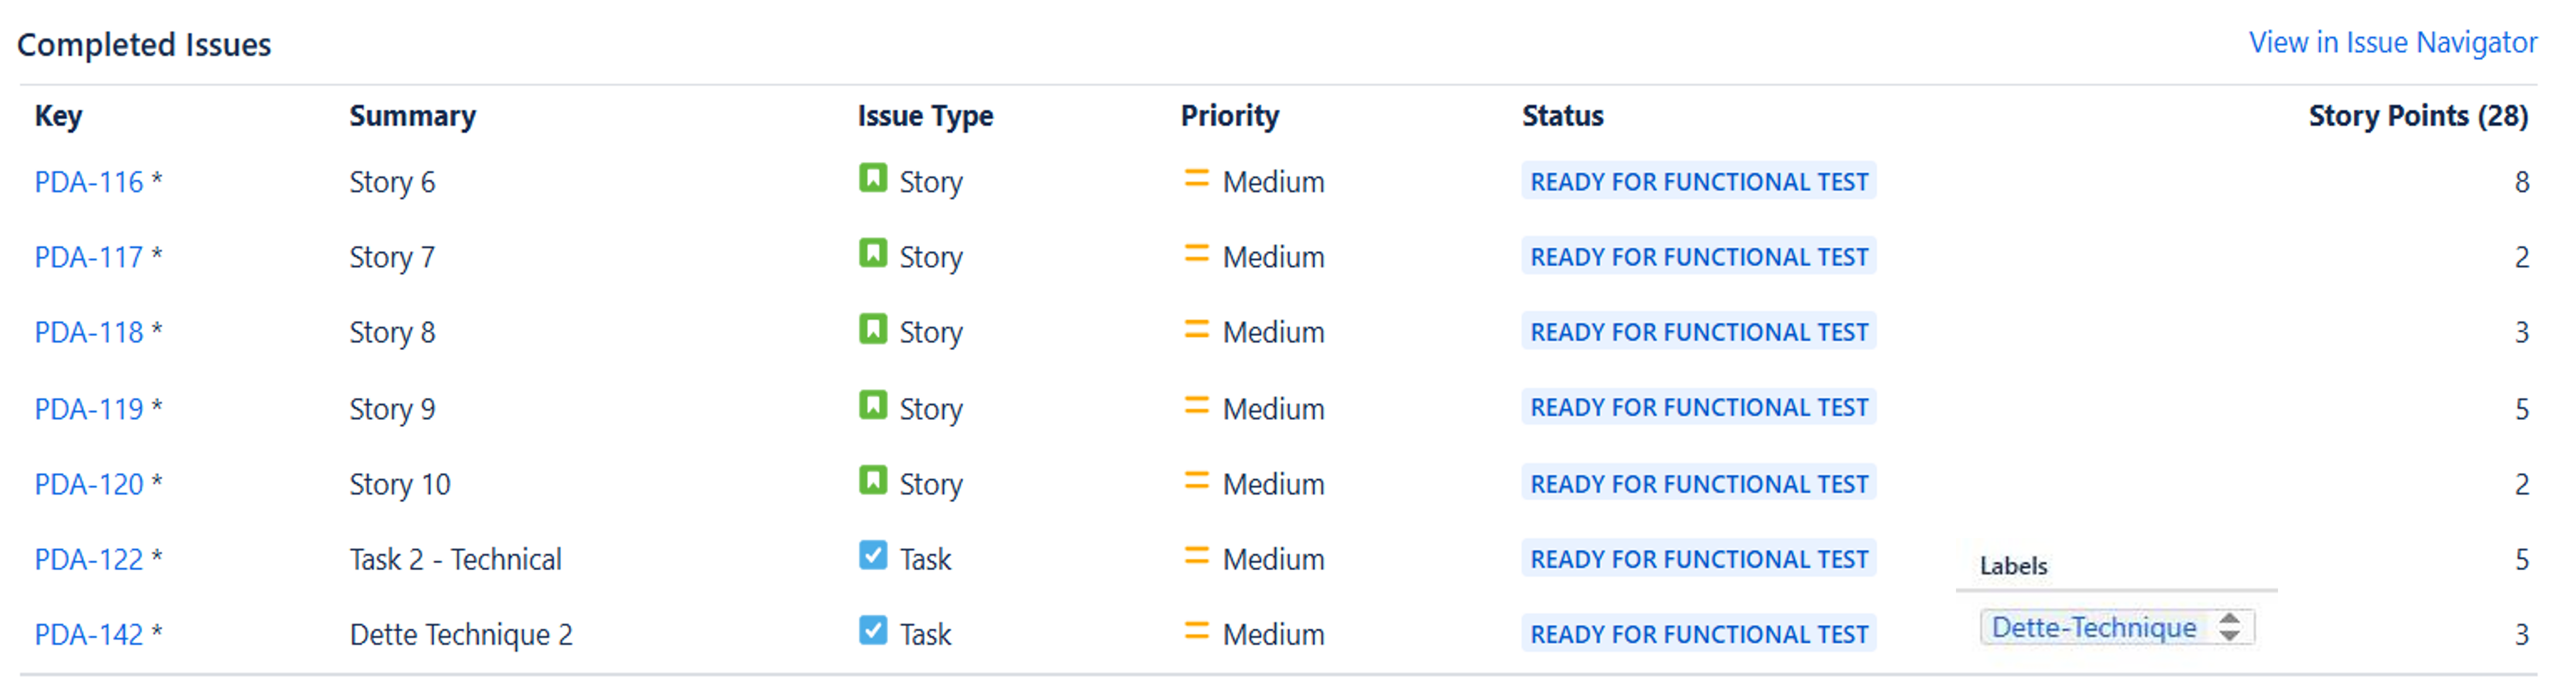 Completed Issues View in Issue Navigator
Key Summary Issue Type Priority Status Story Points (28)
PDA-116 * Story 6 Story Medium READY FOR FUNCTIONAL TEST 8
PDA-117 * Story 7 Story Medium READY FOR FUNCTIONAL TEST 2
PDA-118 * Story 8 Story Medium READY FOR FUNCTIONAL TEST 3
PDA-119 * Story 9 Story Medium READY FOR FUNCTIONAL TEST 5
PDA-120 * Story 10 Story Medium READY FOR FUNCTIONAL TEST 2
PDA-122 * Task 2 - Technical Task Medium READY FOR FUNCTIONAL TEST Labels 5
PDA-142 * Dette Technique 2 Task Medium READY FOR FUNCTIONAL TEST Dette-Technique 3